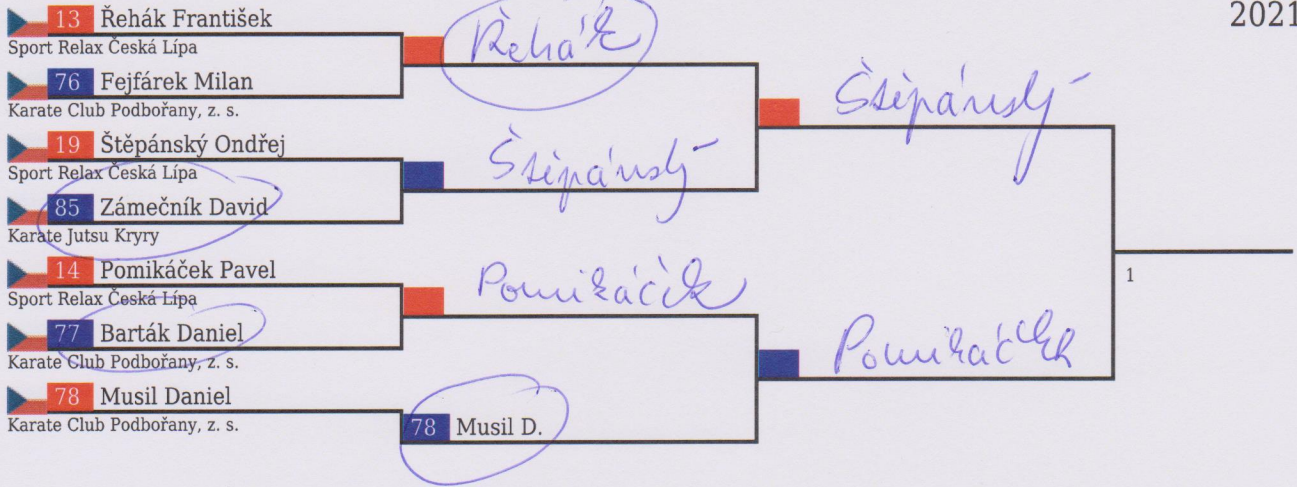 2021
13 Řehák František
Sport Relax Česká Lípa
76 Fejfárek Milan
Karate Club Podbořany, z. s.
19 Štěpánský Ondřej
Sport Relax Česká Lípa
85 Zámečník David
Karate Jutsu Kryry
14 Pomikáček Pavel
Sport Relax Česká Lípa
77 Barták Daniel
Karate Club Podbořany, z. s.
78 Musil Daniel
Karate Club Podbořany, z. s.
Řehák
Štěpánský
Pomikáček
78 Musil D.
Štěpánský
Pomikáček
1